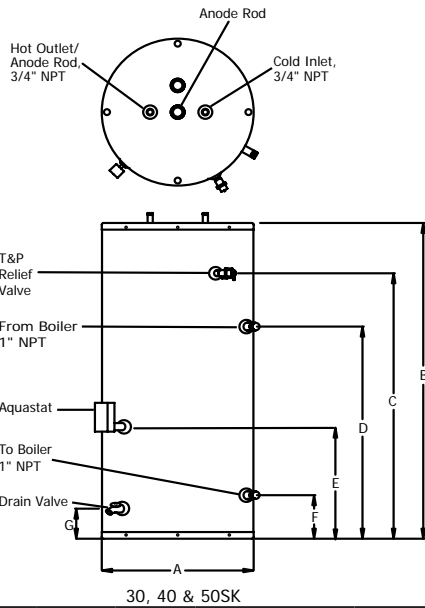 Anode Rod
Hot Outlet/
Anode Rod,
3/4" NPT
Cold Inlet,
3/4" NPT
T&P
Relief
Valve
From Boiler
1" NPT
Aquastat
To Boiler
1" NPT
Drain Valve
A
B
C
D
E
F
G
30, 40 & 50SK